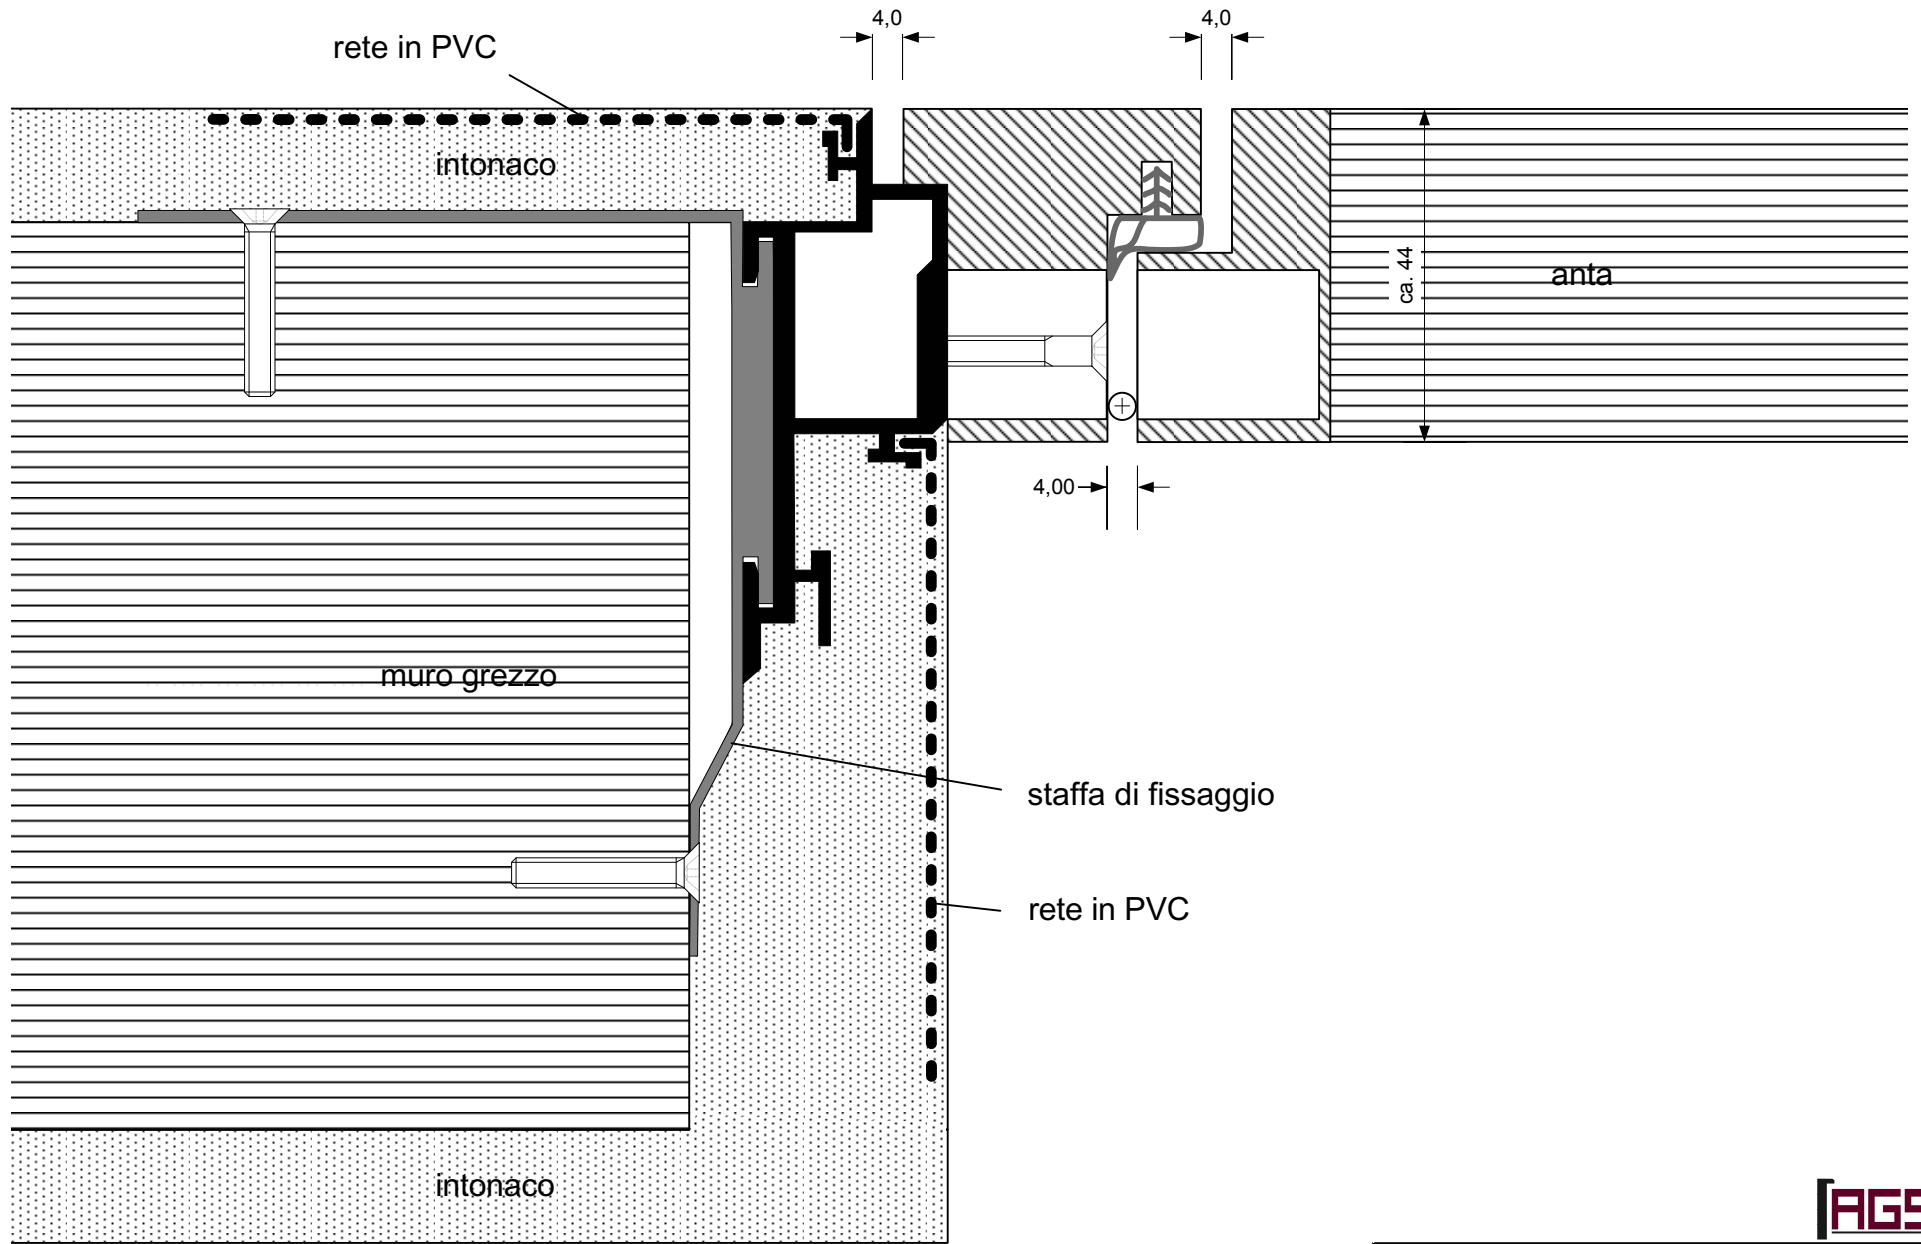 4,0
4,0
rete in PVC
intonaco
ca. 44
anta
4,00
muro grezzo
staffa di fissaggio
rete in PVC
intonaco
AGS